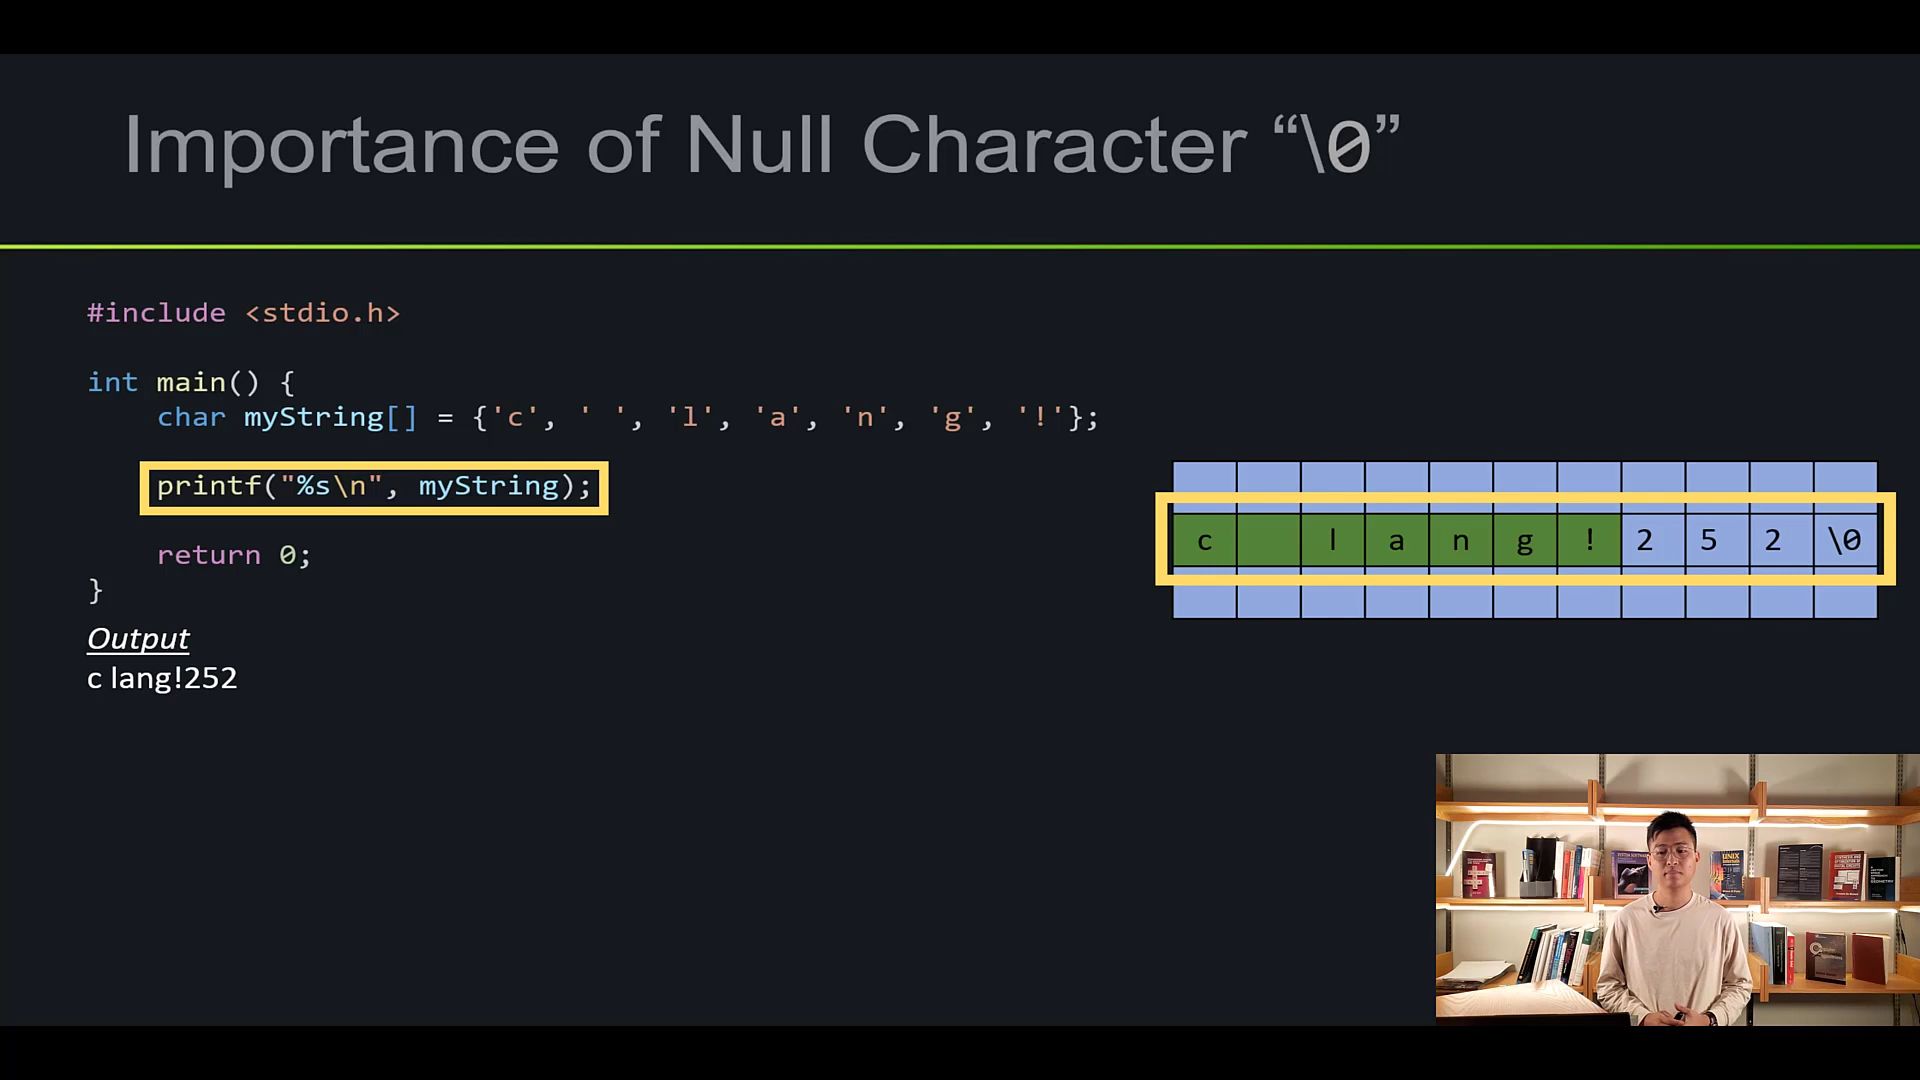 Importance of Null Character “\0”
#include <stdio.h>
int main() {
char myString[] = {'c', ' ', 'l', 'a', 'n', 'g', '!'};
printf("%s\n", myString);
return 0;
}
c l a n g ! 2 5 2 \0
Output
c lang!252
UNIX